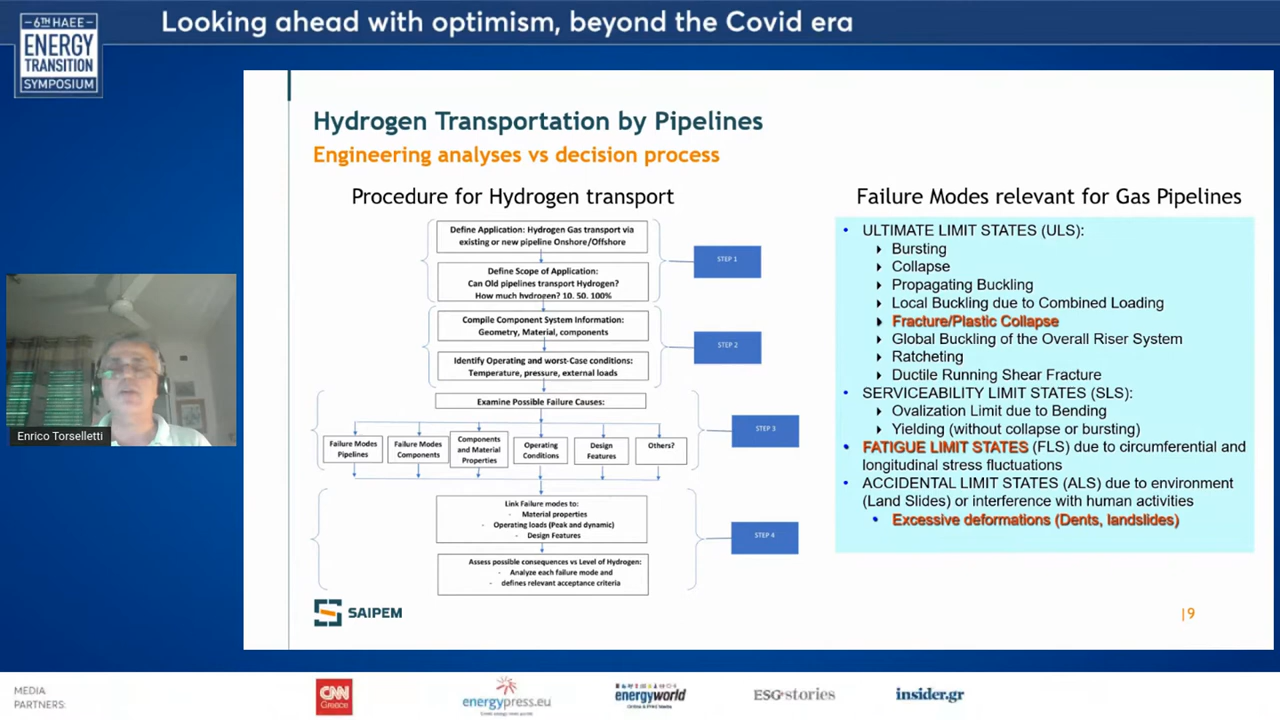 6TH HAEE
ENERGY
TRANSITION
SYMPOSIUM
Looking ahead with optimism, beyond the Covid era
Hydrogen Transportation by Pipelines
Engineering analyses vs decision process
Procedure for Hydrogen transport
Define Application: Hydrogen Gas transport via
existing or new pipeline Onshore/Offshore
STEP 1
Define Scope of Application:
Can Old pipelines transport Hydrogen?
How much hydrogen? 10, 50, 100%
Compile Component System Information:
Geometry, Material, components
STEP 2
Identify Operating and worst-Case conditions:
Temperature, pressure, external loads
Examine Possible Failure Causes:
STEP 3
Failure Modes
Pipelines
Failure Modes
Components
Components
and Material
Properties
Operating
Conditions
Design
Features
Others?
Link Failure modes to:
- Material properties
- Operating loads (Peak and dynamic)
- Design Features
STEP 4
Assess possible consequences vs Level of Hydrogen:
- Analyze each failure mode and
- defines relevant acceptance criteria
Failure Modes relevant for Gas Pipelines
• ULTIMATE LIMIT STATES (ULS):
Bursting
Collapse
Propagating Buckling
Local Buckling due to Combined Loading
Fracture/Plastic Collapse
Global Buckling of the Overall Riser System
Ratcheting
Ductile Running Shear Fracture
• SERVICEABILITY LIMIT STATES (SLS):
Ovalization Limit due to Bending
Yielding (without collapse or bursting)
• FATIGUE LIMIT STATES (FLS) due to circumferential and
longitudinal stress fluctuations
• ACCIDENTAL LIMIT STATES (ALS) due to environment
(Land Slides) or interference with human activities
• Excessive deformations (Dents, landslides)
SAIPEM
|9
Enrico Torselletti
MEDIA
PARTNERS:
CNN
Greece
energypress.eu
energyworld
ESG+stories
insider.gr